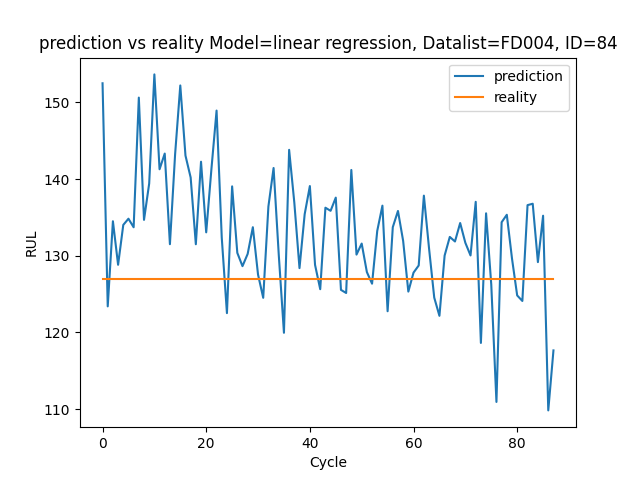 prediction vs reality Model=linear regression, Datalist=FD004, ID=84
prediction
reality
150
140
130
120
110
RUL
0 20 40 60 80
Cycle